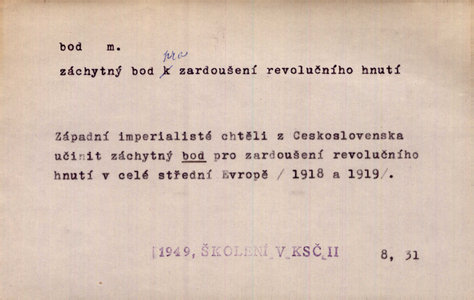 bod m.
pro
záchytný bod k zardoušení revolučního hnutí
Západní imperialisté chtěli z Československa
učinit záchytný bod pro zardoušení revolučního
hnutí v celé střední Evropě / 1918 a 1919/.
1949, ŠKOLENÍ V KSČ II 8, 31